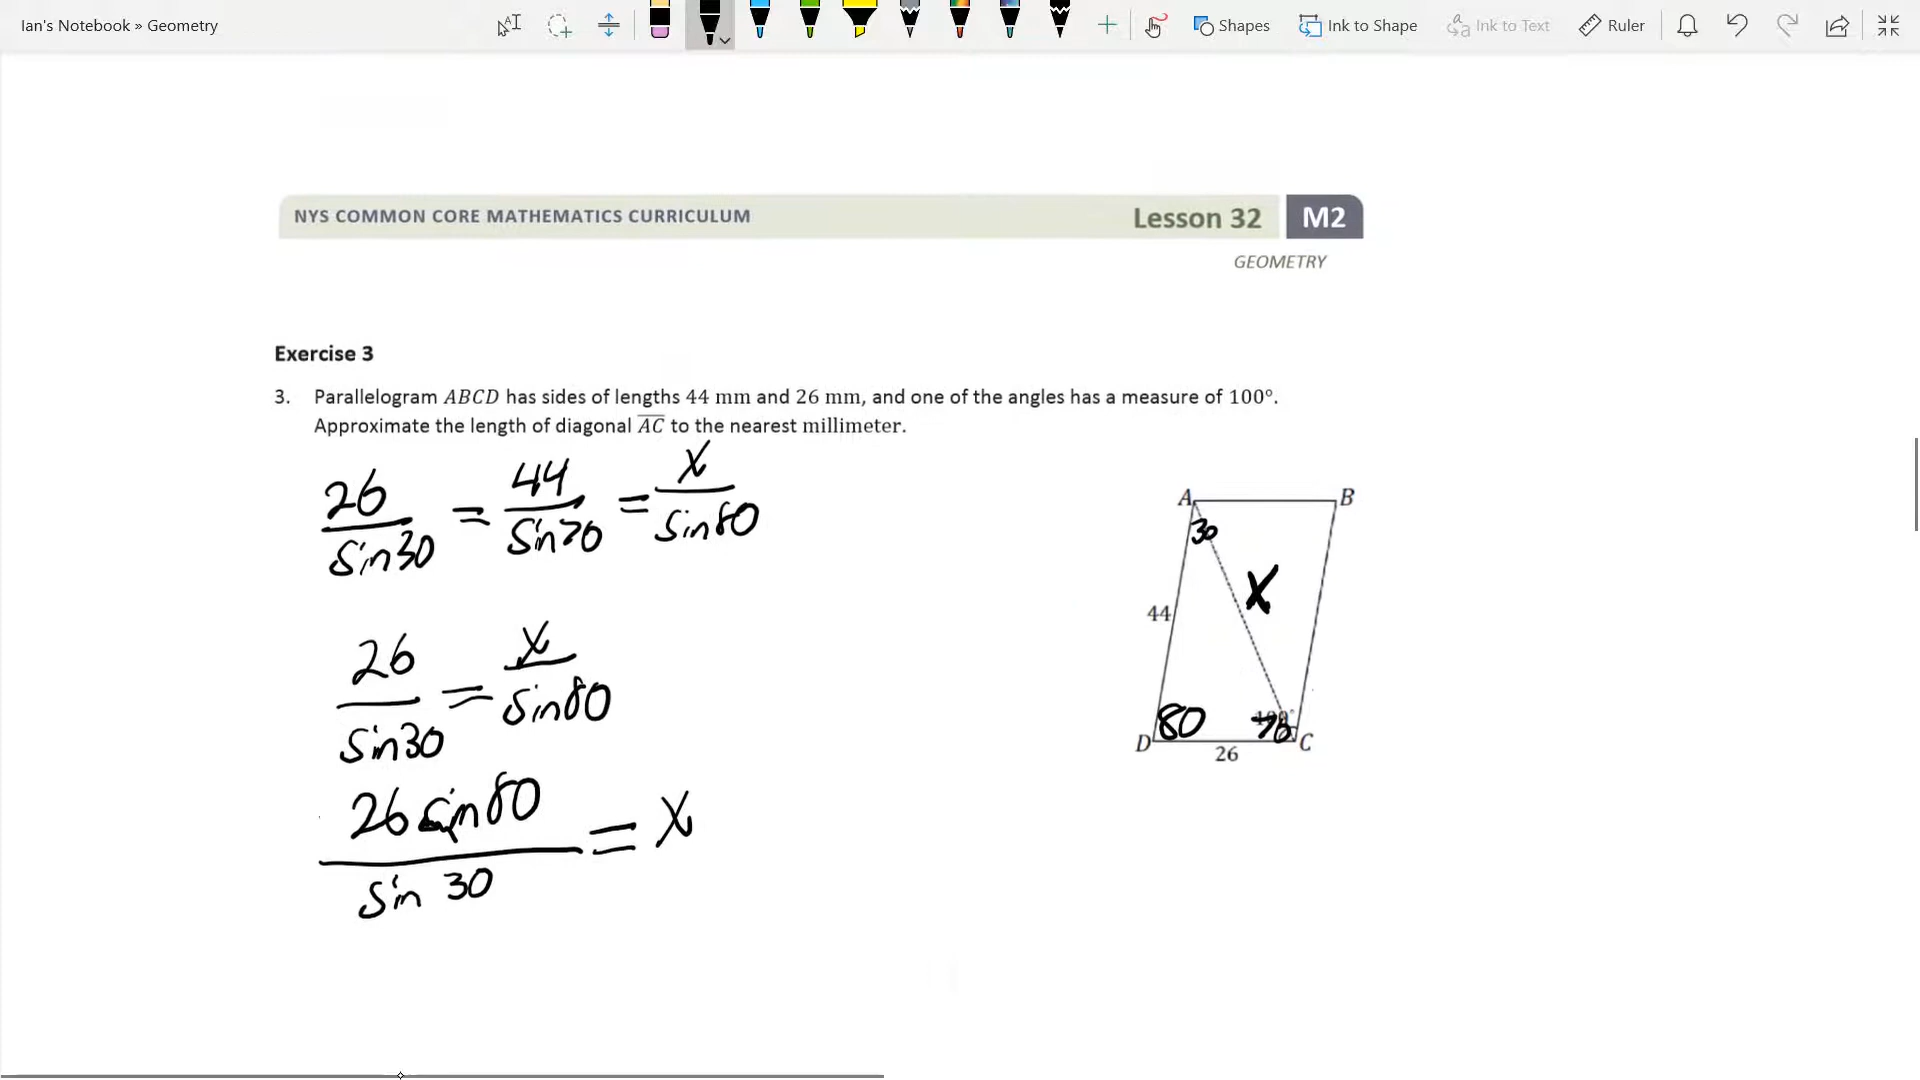 Ian's Notebook » Geometry
Shapes Ink to Shape Ink to Text Ruler
NYS COMMON CORE MATHEMATICS CURRICULUM Lesson 32 M2
GEOMETRY
Exercise 3
3. Parallelogram ABCD has sides of lengths 44 mm and 26 mm, and one of the angles has a measure of 100°.
Approximate the length of diagonal AC to the nearest millimeter.
26/sin30 = 44/sin70 = x/sin80
26/sin30 = x/sin80
26 sin80/sin 30 = x
A B
30
X
44
80 70
D C
26